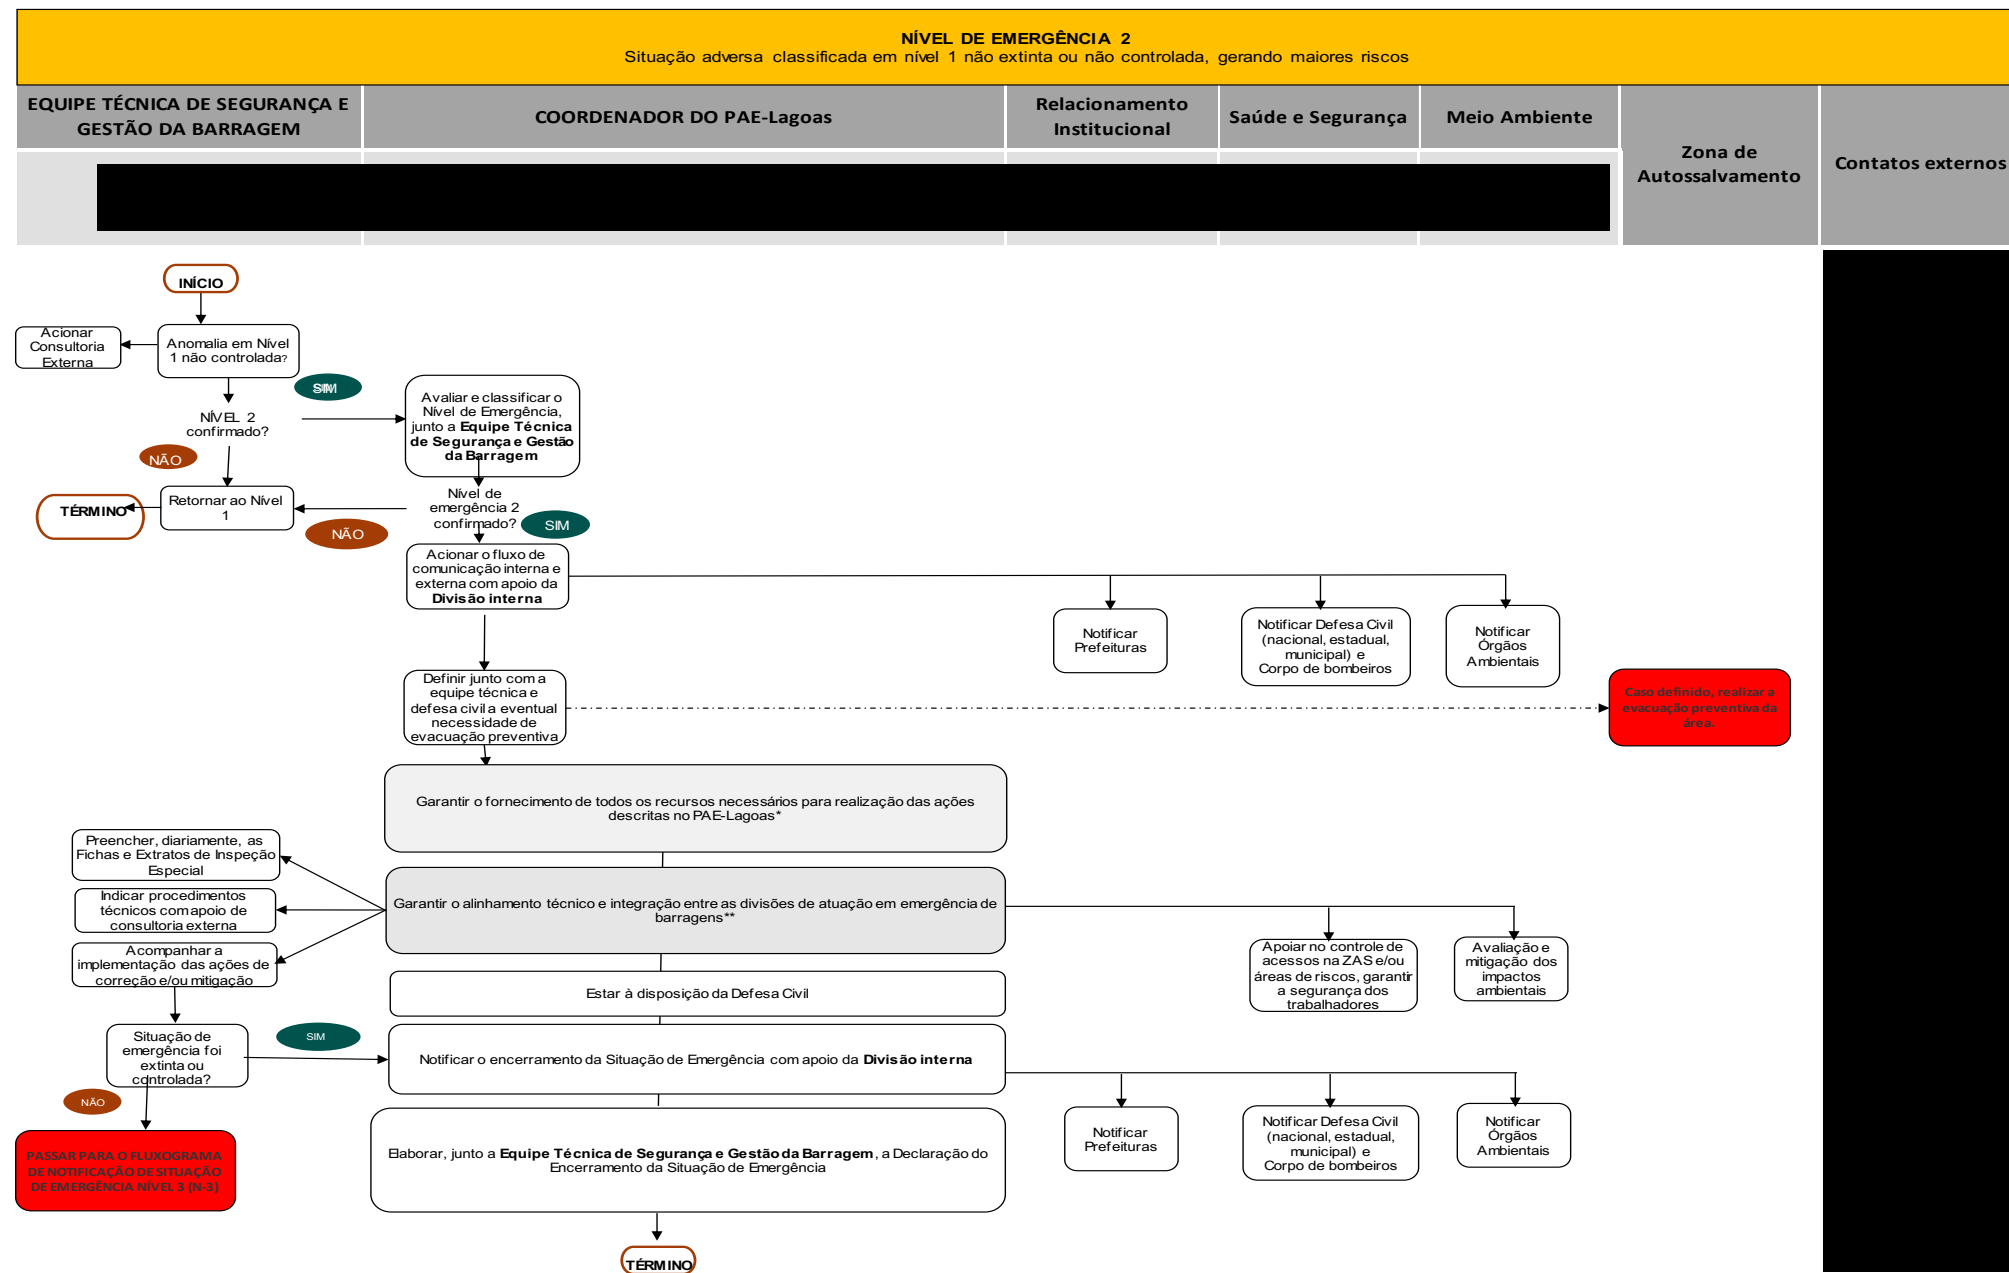 NÍVEL DE EMERGÊNCIA 2
Situação adversa classificada em nível 1 não extinta ou não controlada, gerando maiores riscos
EQUIPE TÉCNICA DE SEGURANÇA E
GESTÃO DA BARRAGEM
COORDENADOR DO PAE-Lagoas
Relacionamento
Institucional
Saúde e Segurança
Meio Ambiente
Zona de
Autossalvamento
Contatos externos
INÍCIO
Acionar
Consultoria
Externa
Anomalia em Nível
1 não controlada?
SIM
NÍVEL 2
confirmado?
NÃO
Avaliar e classificar o
Nível de Emergência,
junto a Equipe Técnica
de Segurança e Gestão
da Barragem
TÉRMINO
Retornar ao Nível
1
Nível de
emergência 2
confirmado?
NÃO
SIM
Acionar o fluxo de
comunicação interna e
externa com apoio da
Divisão interna
Notificar
Prefeituras
Notificar Defesa Civil
(nacional, estadual,
municipal) e
Corpo de bombeiros
Notificar
Órgãos
Ambientais
Definir junto com a
equipe técnica e
defesa civil a eventual
necessidade de
evacuação preventiva
Caso definido, realizar a
evacuação preventiva da
área.
Garantir o fornecimento de todos os recursos necessários para realização das ações
descritas no PAE-Lagoas*
Preencher, diariamente, as
Fichas e Extratos de Inspeção
Especial
Indicar procedimentos
técnicos com apoio de
consultoria externa
Acompanhar a
implementação das ações de
correção e/ou mitigação
Garantir o alinhamento técnico e integração entre as divisões de atuação em emergência de
barragens**
Apoiar no controle de
acessos na ZAS e/ou
áreas de riscos, garantir
a segurança dos
trabalhadores
Avaliação e
mitigação dos
impactos
ambientais
Estar à disposição da Defesa Civil
Situação de
emergência foi
extinta ou
controlada?
SIM
NÃO
Notificar o encerramento da Situação de Emergência com apoio da Divisão interna
Notificar
Prefeituras
Notificar Defesa Civil
(nacional, estadual,
municipal) e
Corpo de bombeiros
Notificar
Órgãos
Ambientais
PASSAR PARA O FLUXOGRAMA
DE NOTIFICAÇÃO DE SITUAÇÃO
DE EMERGÊNCIA NÍVEL 3 (N-3)
Elaborar, junto a Equipe Técnica de Segurança e Gestão da Barragem, a Declaração do
Encerramento da Situação de Emergência
TÉRMINO